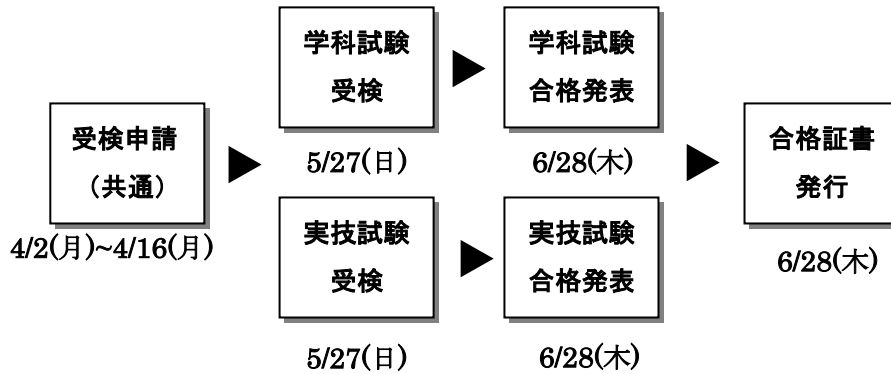 受検申請
（共通）
4/2(月)~4/16(月)
学科試験
受検
5/27(日)
学科試験
合格発表
6/28(木)
実技試験
受検
5/27(日)
実技試験
合格発表
6/28(木)
合格証書
発行
6/28(木)